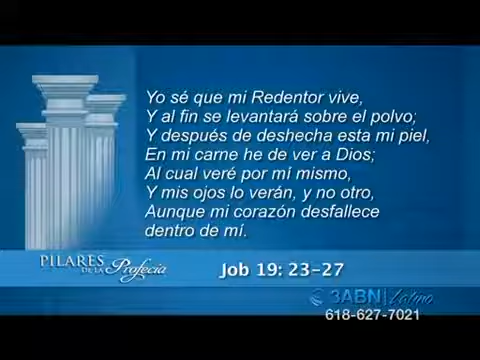 Yo sé que mi Redentor vive,
Y al fin se levantará sobre el polvo;
Y después de deshecha esta mi piel,
En mi carne he de ver a Dios;
Al cual veré por mí mismo,
Y mis ojos lo verán, y no otro,
Aunque mi corazón desfallece
dentro de mí.
PILARES
DE LA Profecía
Job 19: 23-27
3ABN Latino
618-627-7021